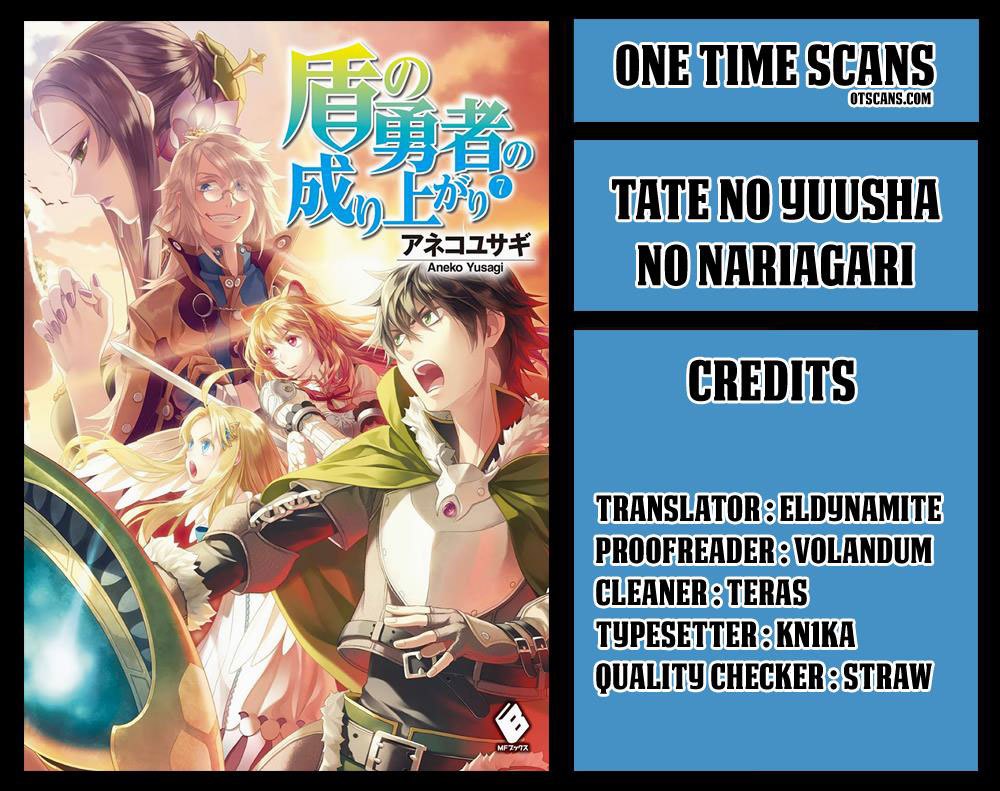 盾の
勇者の
成り上がり 7
アネコユサギ
Aneko Yusagi
MFブックス
ONE TIME SCANS
OTSCANS.COM
TATE NO YUUSHA
NO NARIAGARI
CREDITS
TRANSLATOR : ELDYNAMITE
PROOFREADER : VOLANDUM
CLEANER : TERAS
TYPESETTER : KN1KA
QUALITY CHECKER : STRAW